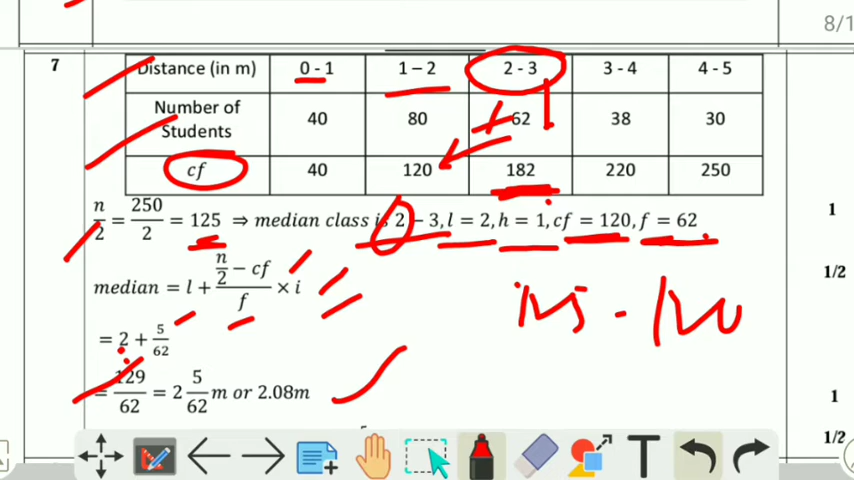 8/1
7
Distance (in m) 0 - 1 1 – 2 2 - 3 3 - 4 4 - 5
Number of Students 40 80 62 38 30
cf 40 120 182 220 250
n/2 = 250/2 = 125 ⇒ median class is 2 – 3, l = 2, h = 1, cf = 120, f = 62
1
median = l + (n/2 – cf)/f × i
1/2
125 - 120
= 2 + 5/62
= 129/62 = 2 5/62 m or 2.08m
1
1/2
T